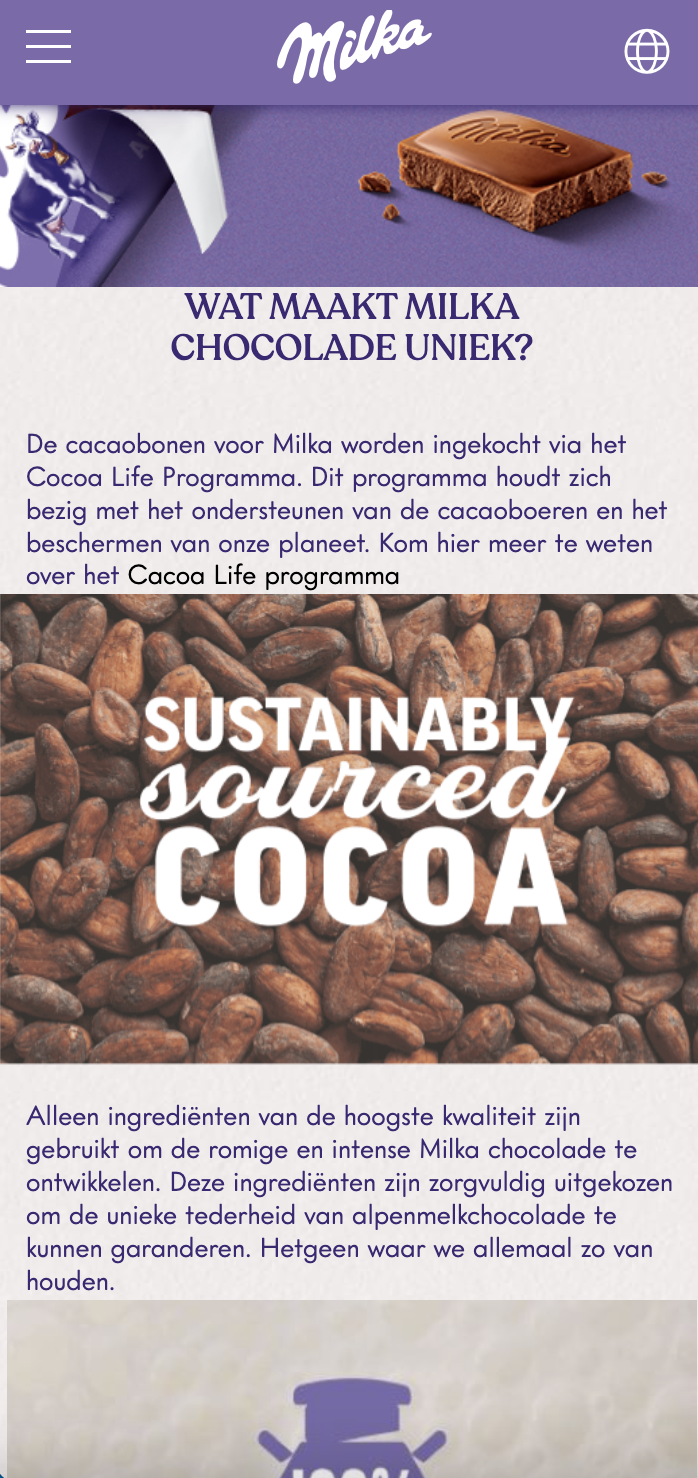 Milka
Milka
WAT MAAKT MILKA
CHOCOLADE UNIEK?
De cacaobonen voor Milka worden ingekocht via het
Cocoa Life Programma. Dit programma houdt zich
bezig met het ondersteunen van de cacaoboeren en het
beschermen van onze planeet. Kom hier meer te weten
over het Cacoa Life programma
SUSTAINABLY
sourced
COCOA
Alleen ingrediënten van de hoogste kwaliteit zijn
gebruikt om de romige en intense Milka chocolade te
ontwikkelen. Deze ingrediënten zijn zorgvuldig uitgekozen
om de unieke tederheid van alpenmelkchocolade te
kunnen garanderen. Hetgeen waar we allemaal zo van
houden.
100%